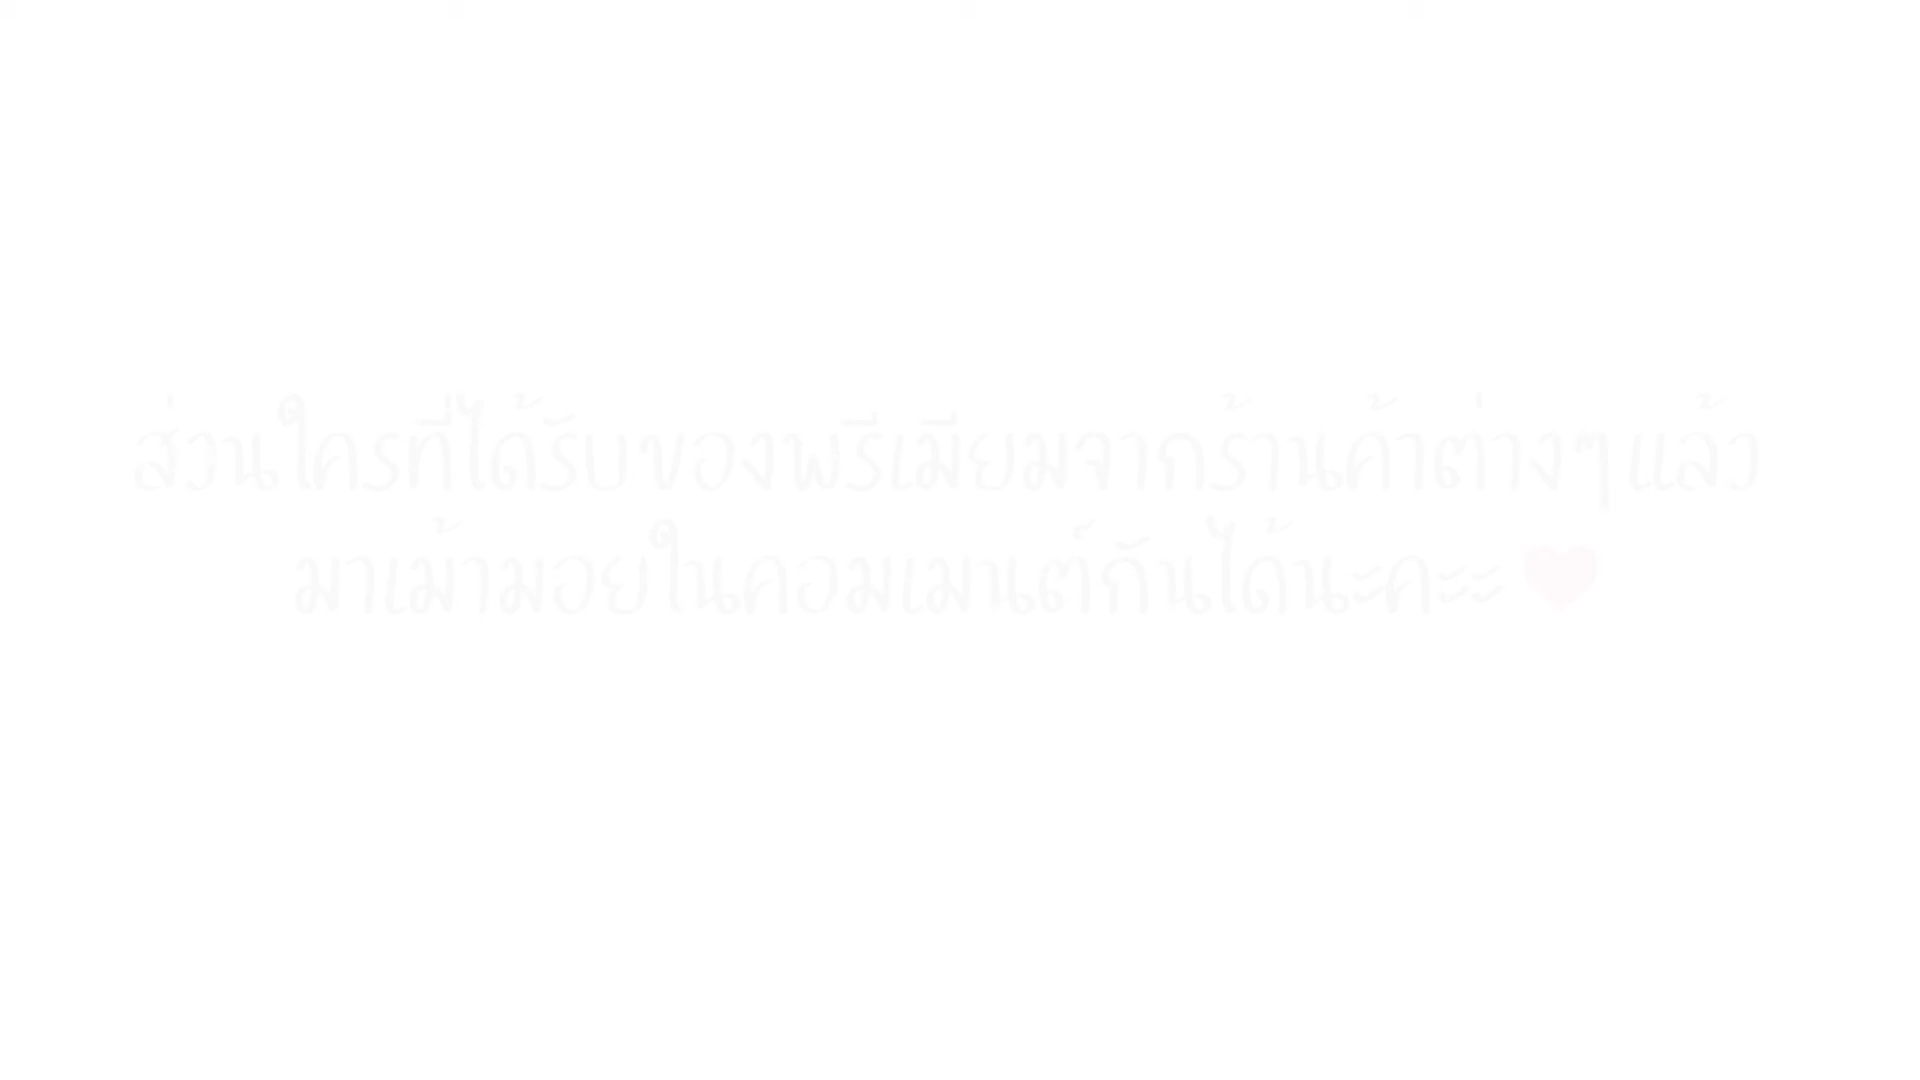 ส่วนใครที่ได้รับของพรีเมียมจากร้านค้าต่างๆแล้ว
มาเม้ามอยในคอมเมนต์กันได้นะคะะ